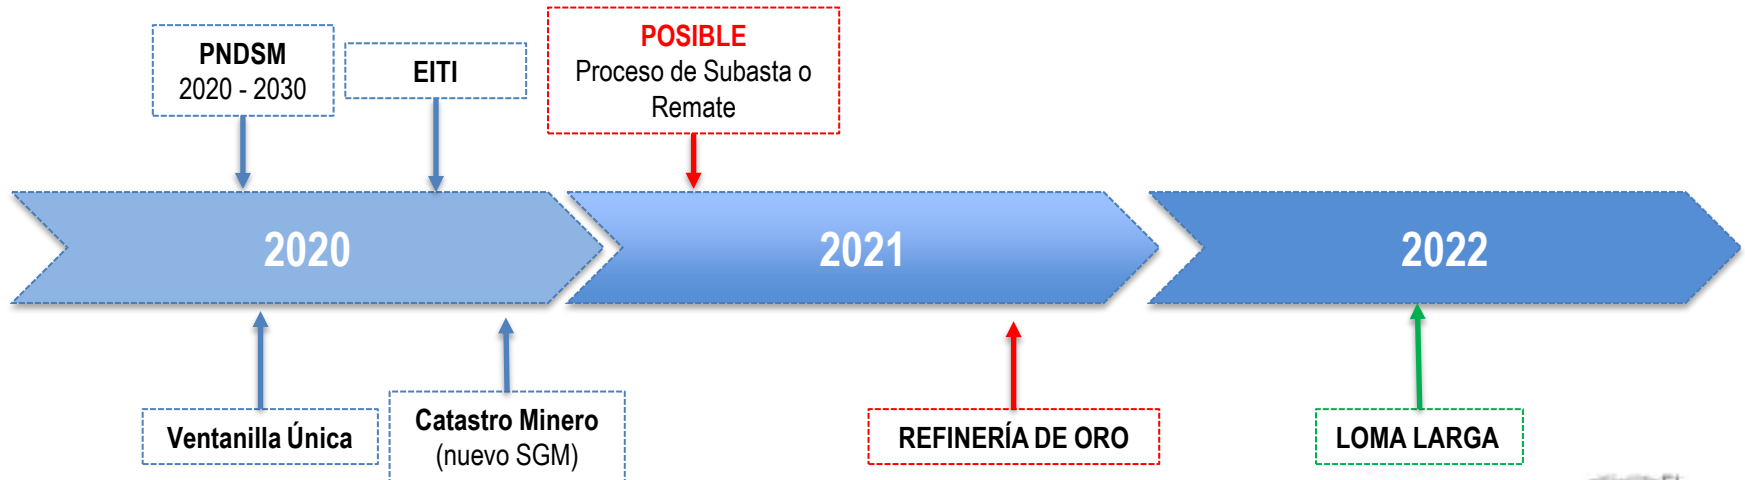 PNDSM
2020 - 2030
EITI
POSIBLE
Proceso de Subasta o
Remate
2020
2021
2022
Ventanilla Única
Catastro Minero
(nuevo SGM)
REFINERÍA DE ORO
LOMA LARGA